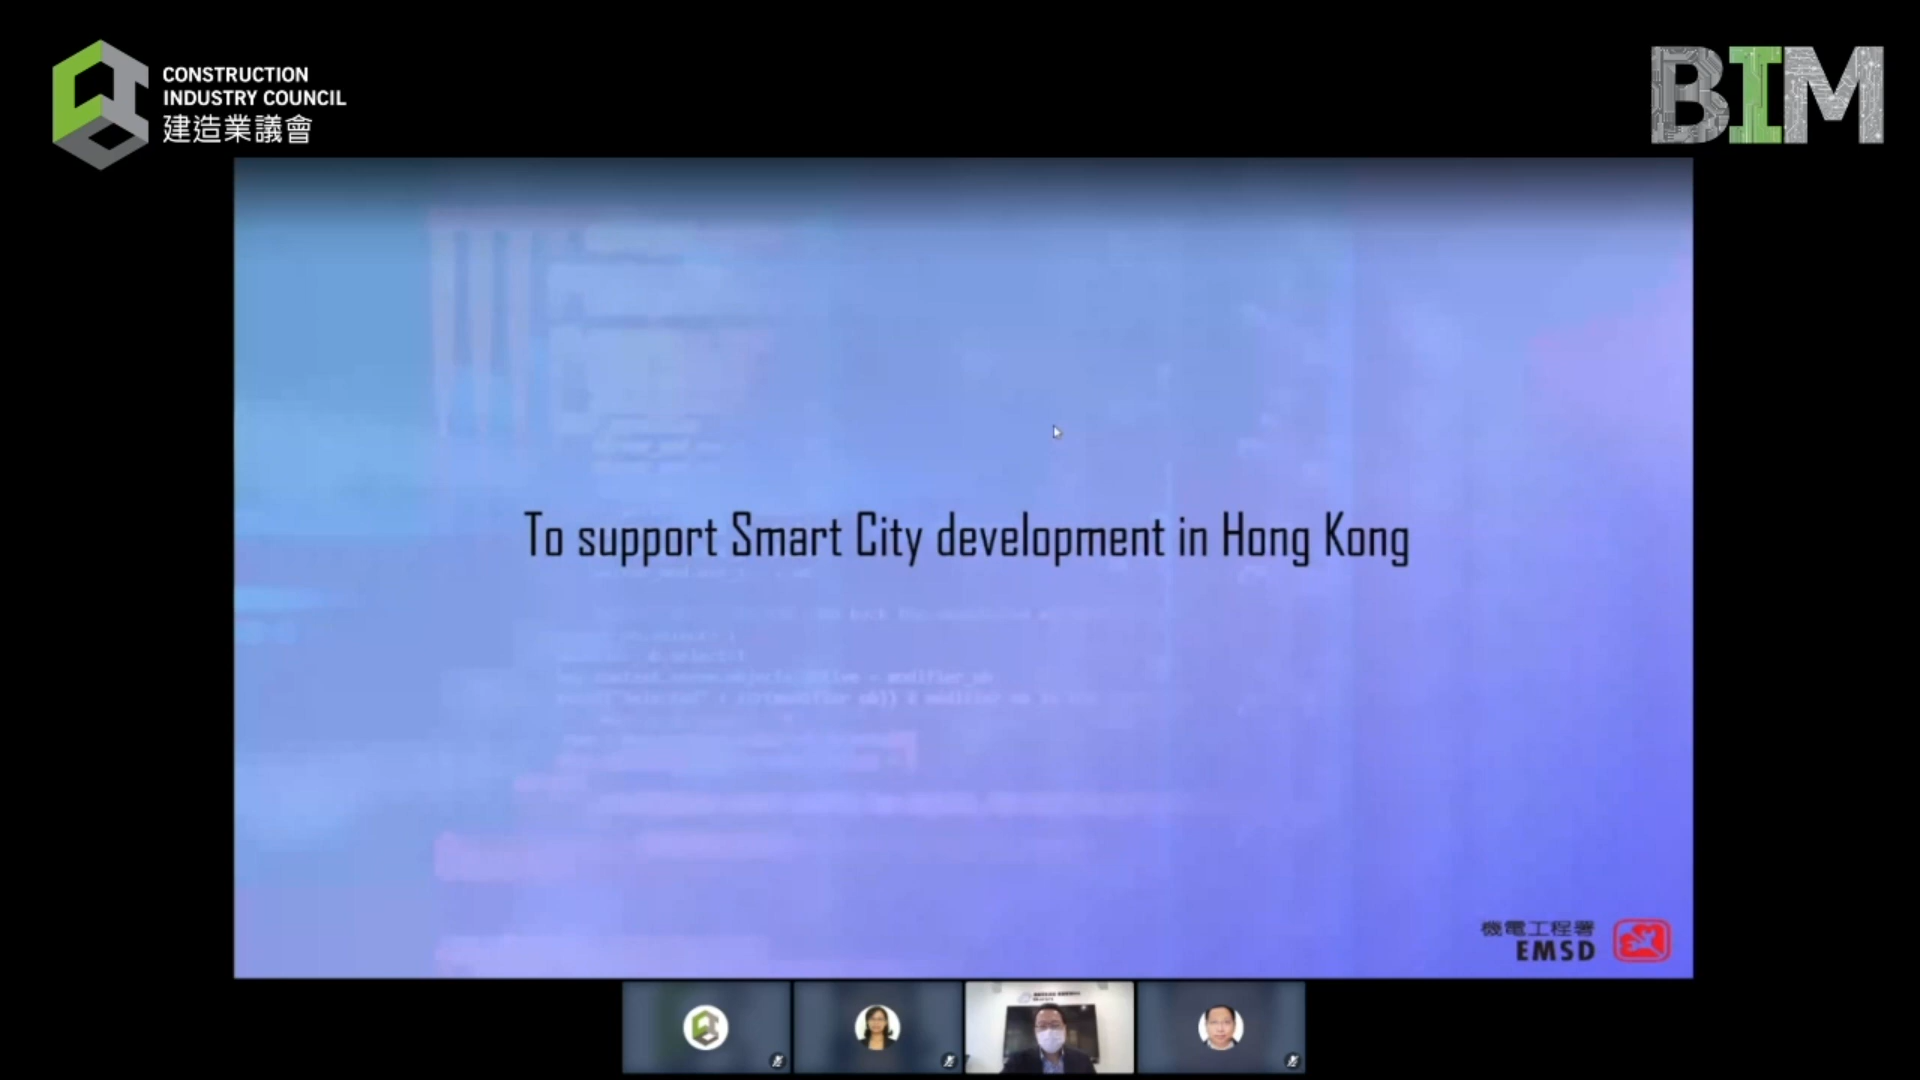 CONSTRUCTION
INDUSTRY COUNCIL
建造業議會
BIM
To support Smart City development in Hong Kong
機電工程署
EMSD